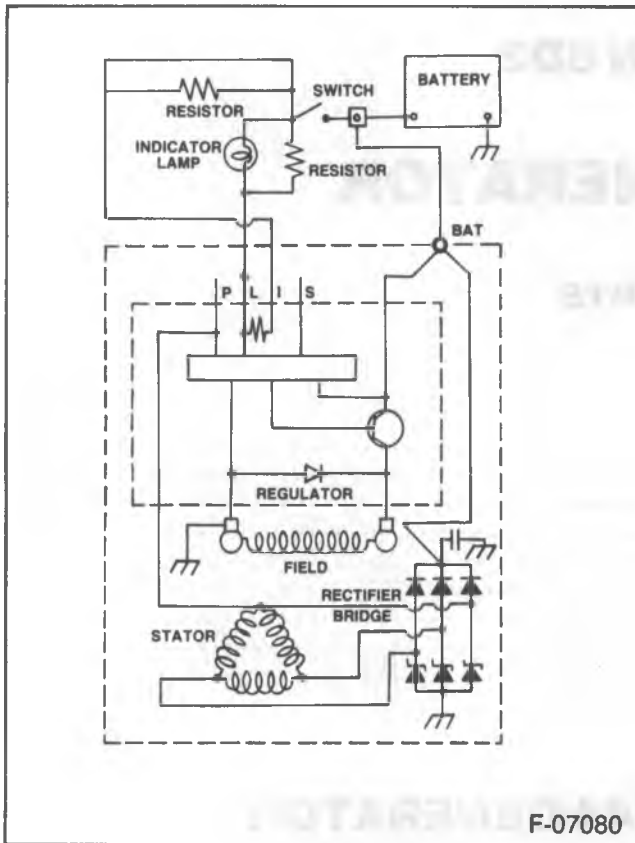 BATTERY
SWITCH
RESISTOR
INDICATOR
LAMP
RESISTOR
BAT
P L I S
REGULATOR
FIELD
RECTIFIER
BRIDGE
STATOR
F-07080